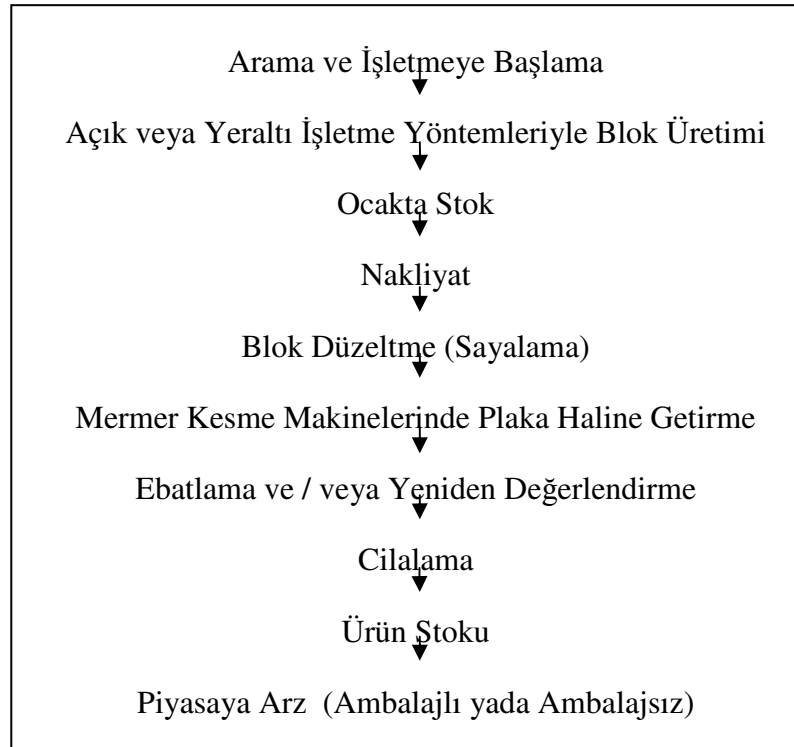 Arama ve İşletmeye Başlama
Açık veya Yeraltı İşletme Yöntemleriyle Blok Üretimi
Ocakta Stok
Nakliyat
Blok Düzeltme (Sayalama)
Mermer Kesme Makinelerinde Plaka Haline Getirme
Ebatlama ve / veya Yeniden Değerlendirme
Cilalama
Ürün Stoku
Piyasaya Arz (Ambalajlı yada Ambalajsız)